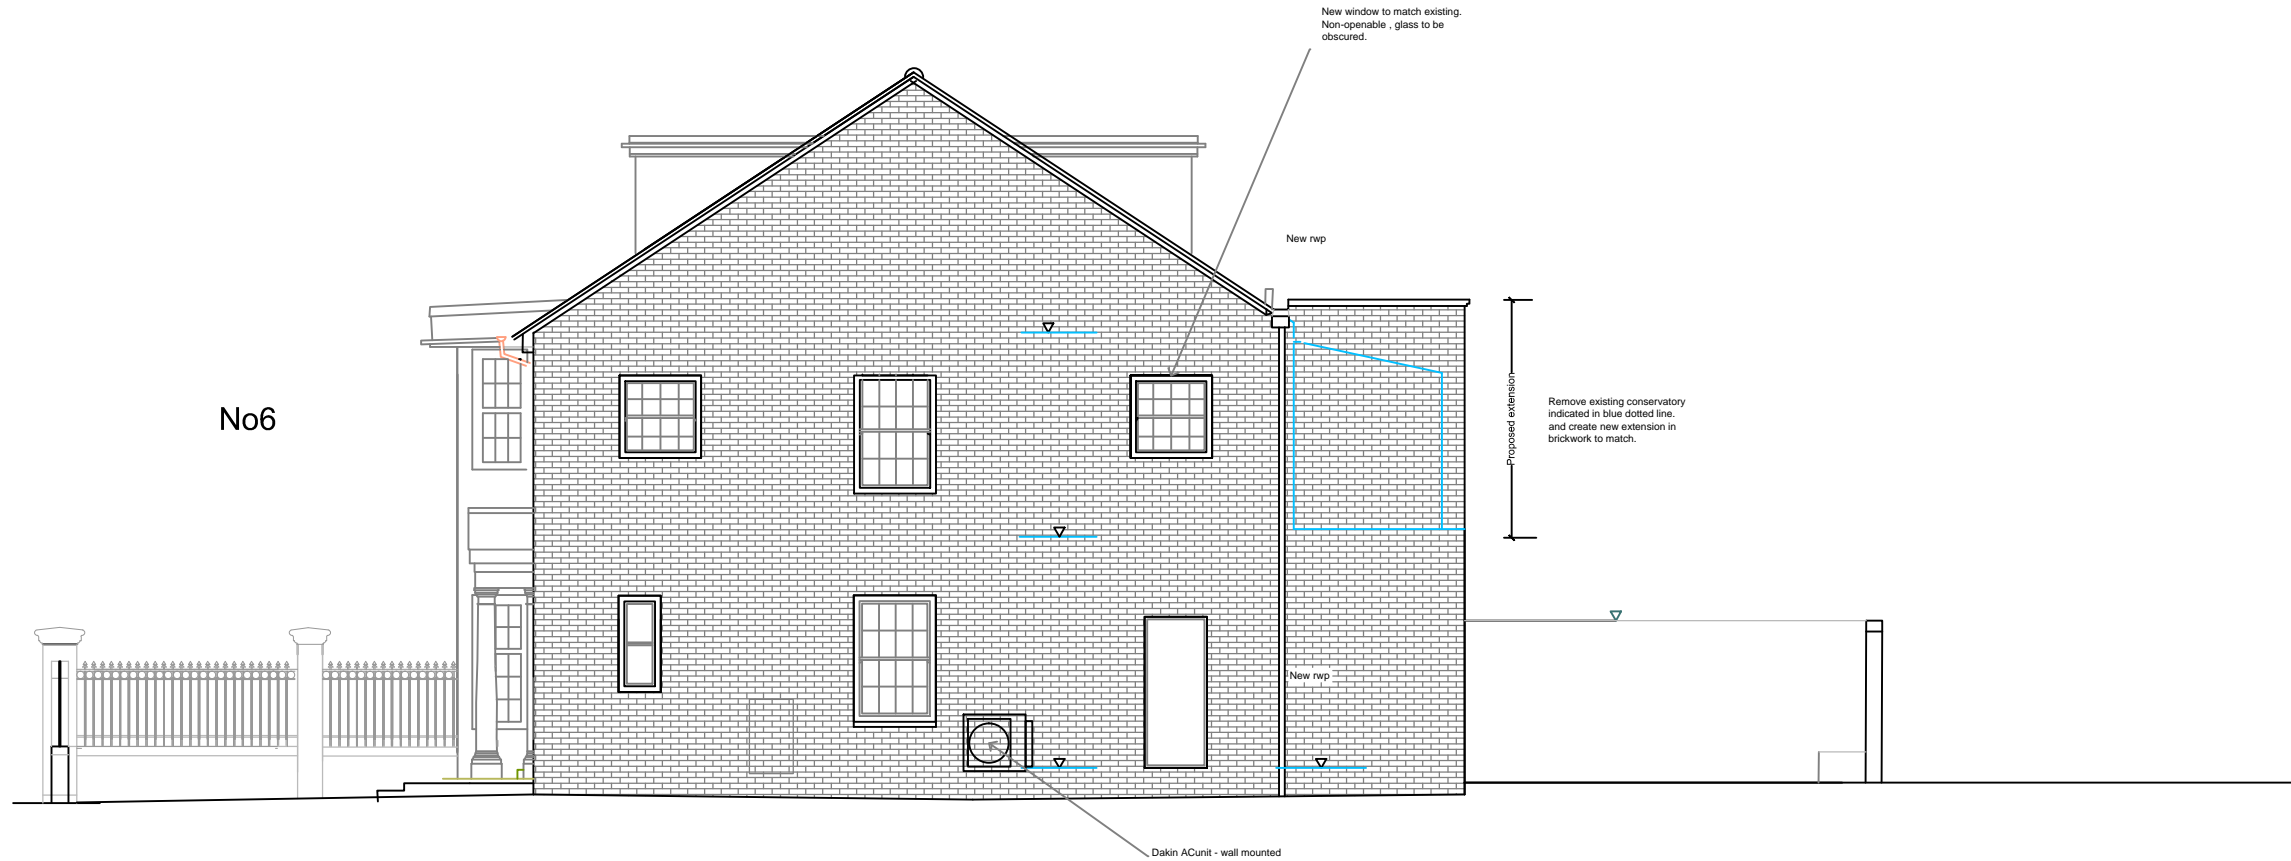 New window to match existing.
Non-openable , glass to be
obscured.
New rwp
No6
Proposed extension
Remove existing conservatory
indicated in blue dotted line.
and create new extension in
brickwork to match.
New rwp
Dakin ACunit - wall mounted